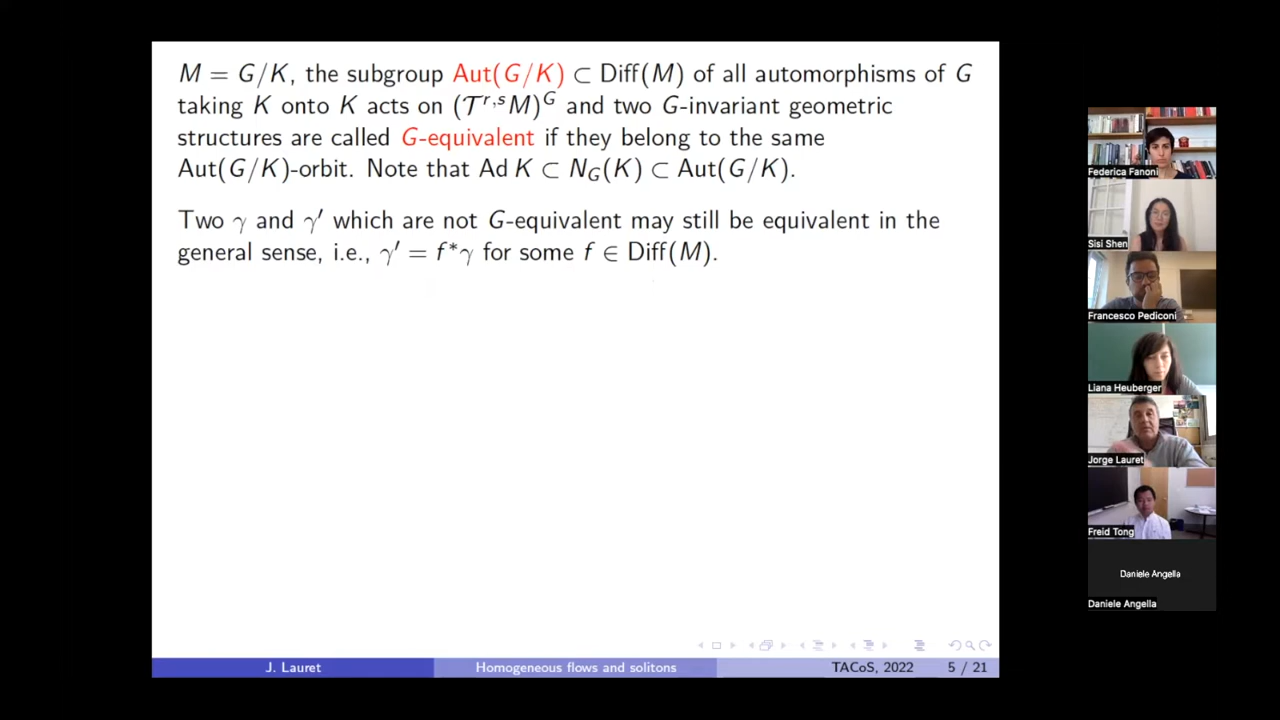 M = G/K, the subgroup Aut(G/K) ⊂ Diff(M) of all automorphisms of G
taking K onto K acts on (𝒯^{r,s}M)^G and two G-invariant geometric
structures are called G-equivalent if they belong to the same
Aut(G/K)-orbit. Note that Ad K ⊂ N_G(K) ⊂ Aut(G/K).
Two γ and γ′ which are not G-equivalent may still be equivalent in the
general sense, i.e., γ′ = f*γ for some f ∈ Diff(M).
J. Lauret
Homogeneous flows and solitons
TACoS, 2022
5 / 21
Federica Fanoni
Sisi Shen
Francesco Pediconi
Liana Heuberger
Jorge Lauret
Freid Tong
Daniele Angella
Daniele Angella